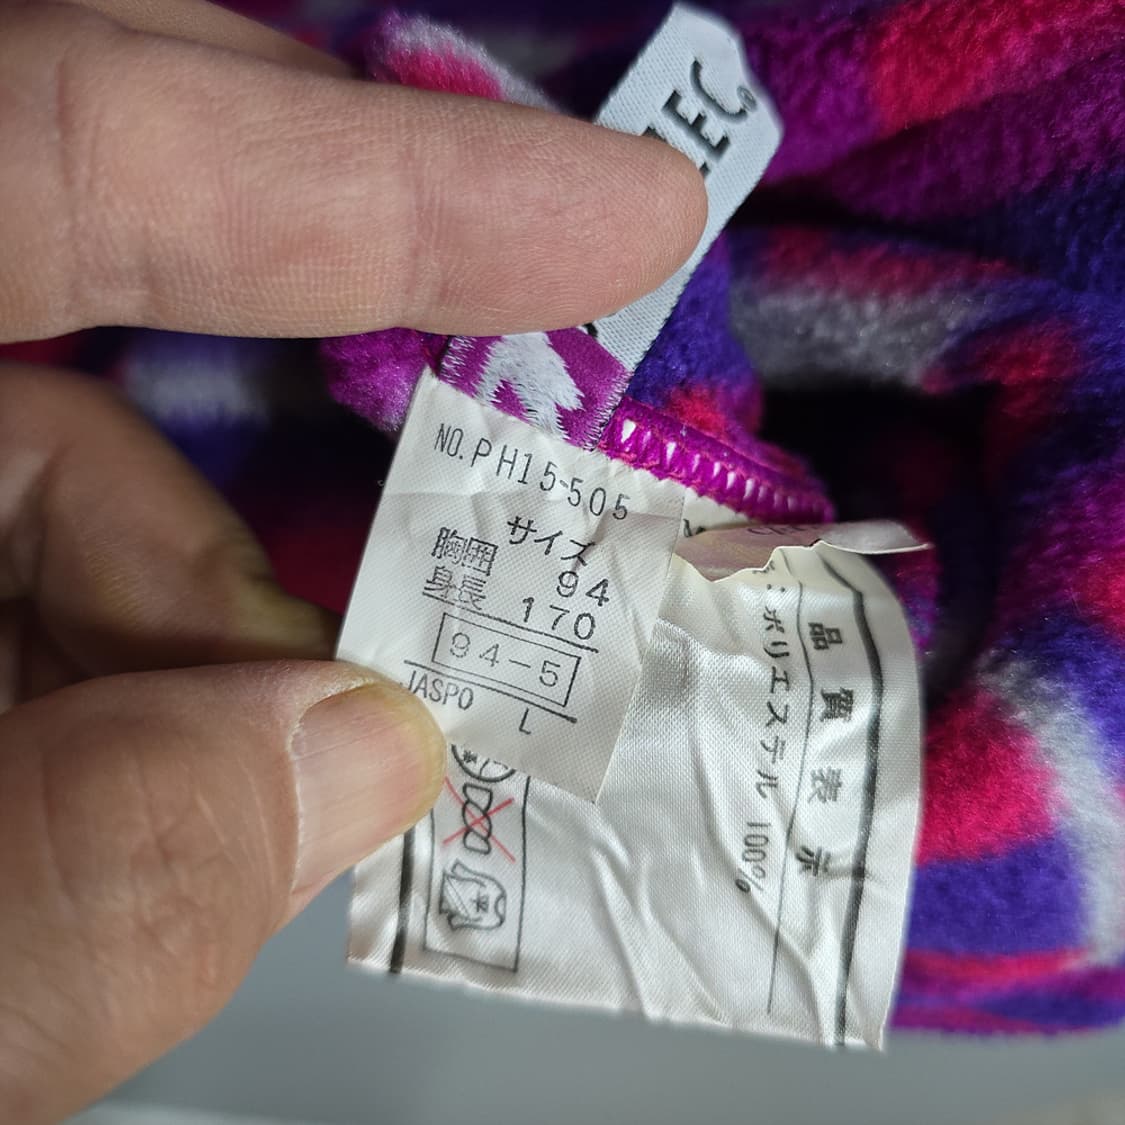 NO. PH15-505
サイズ
胸囲 94
身長 170
94-5
JASPO L
品質表示
ポリエステル 100%
平